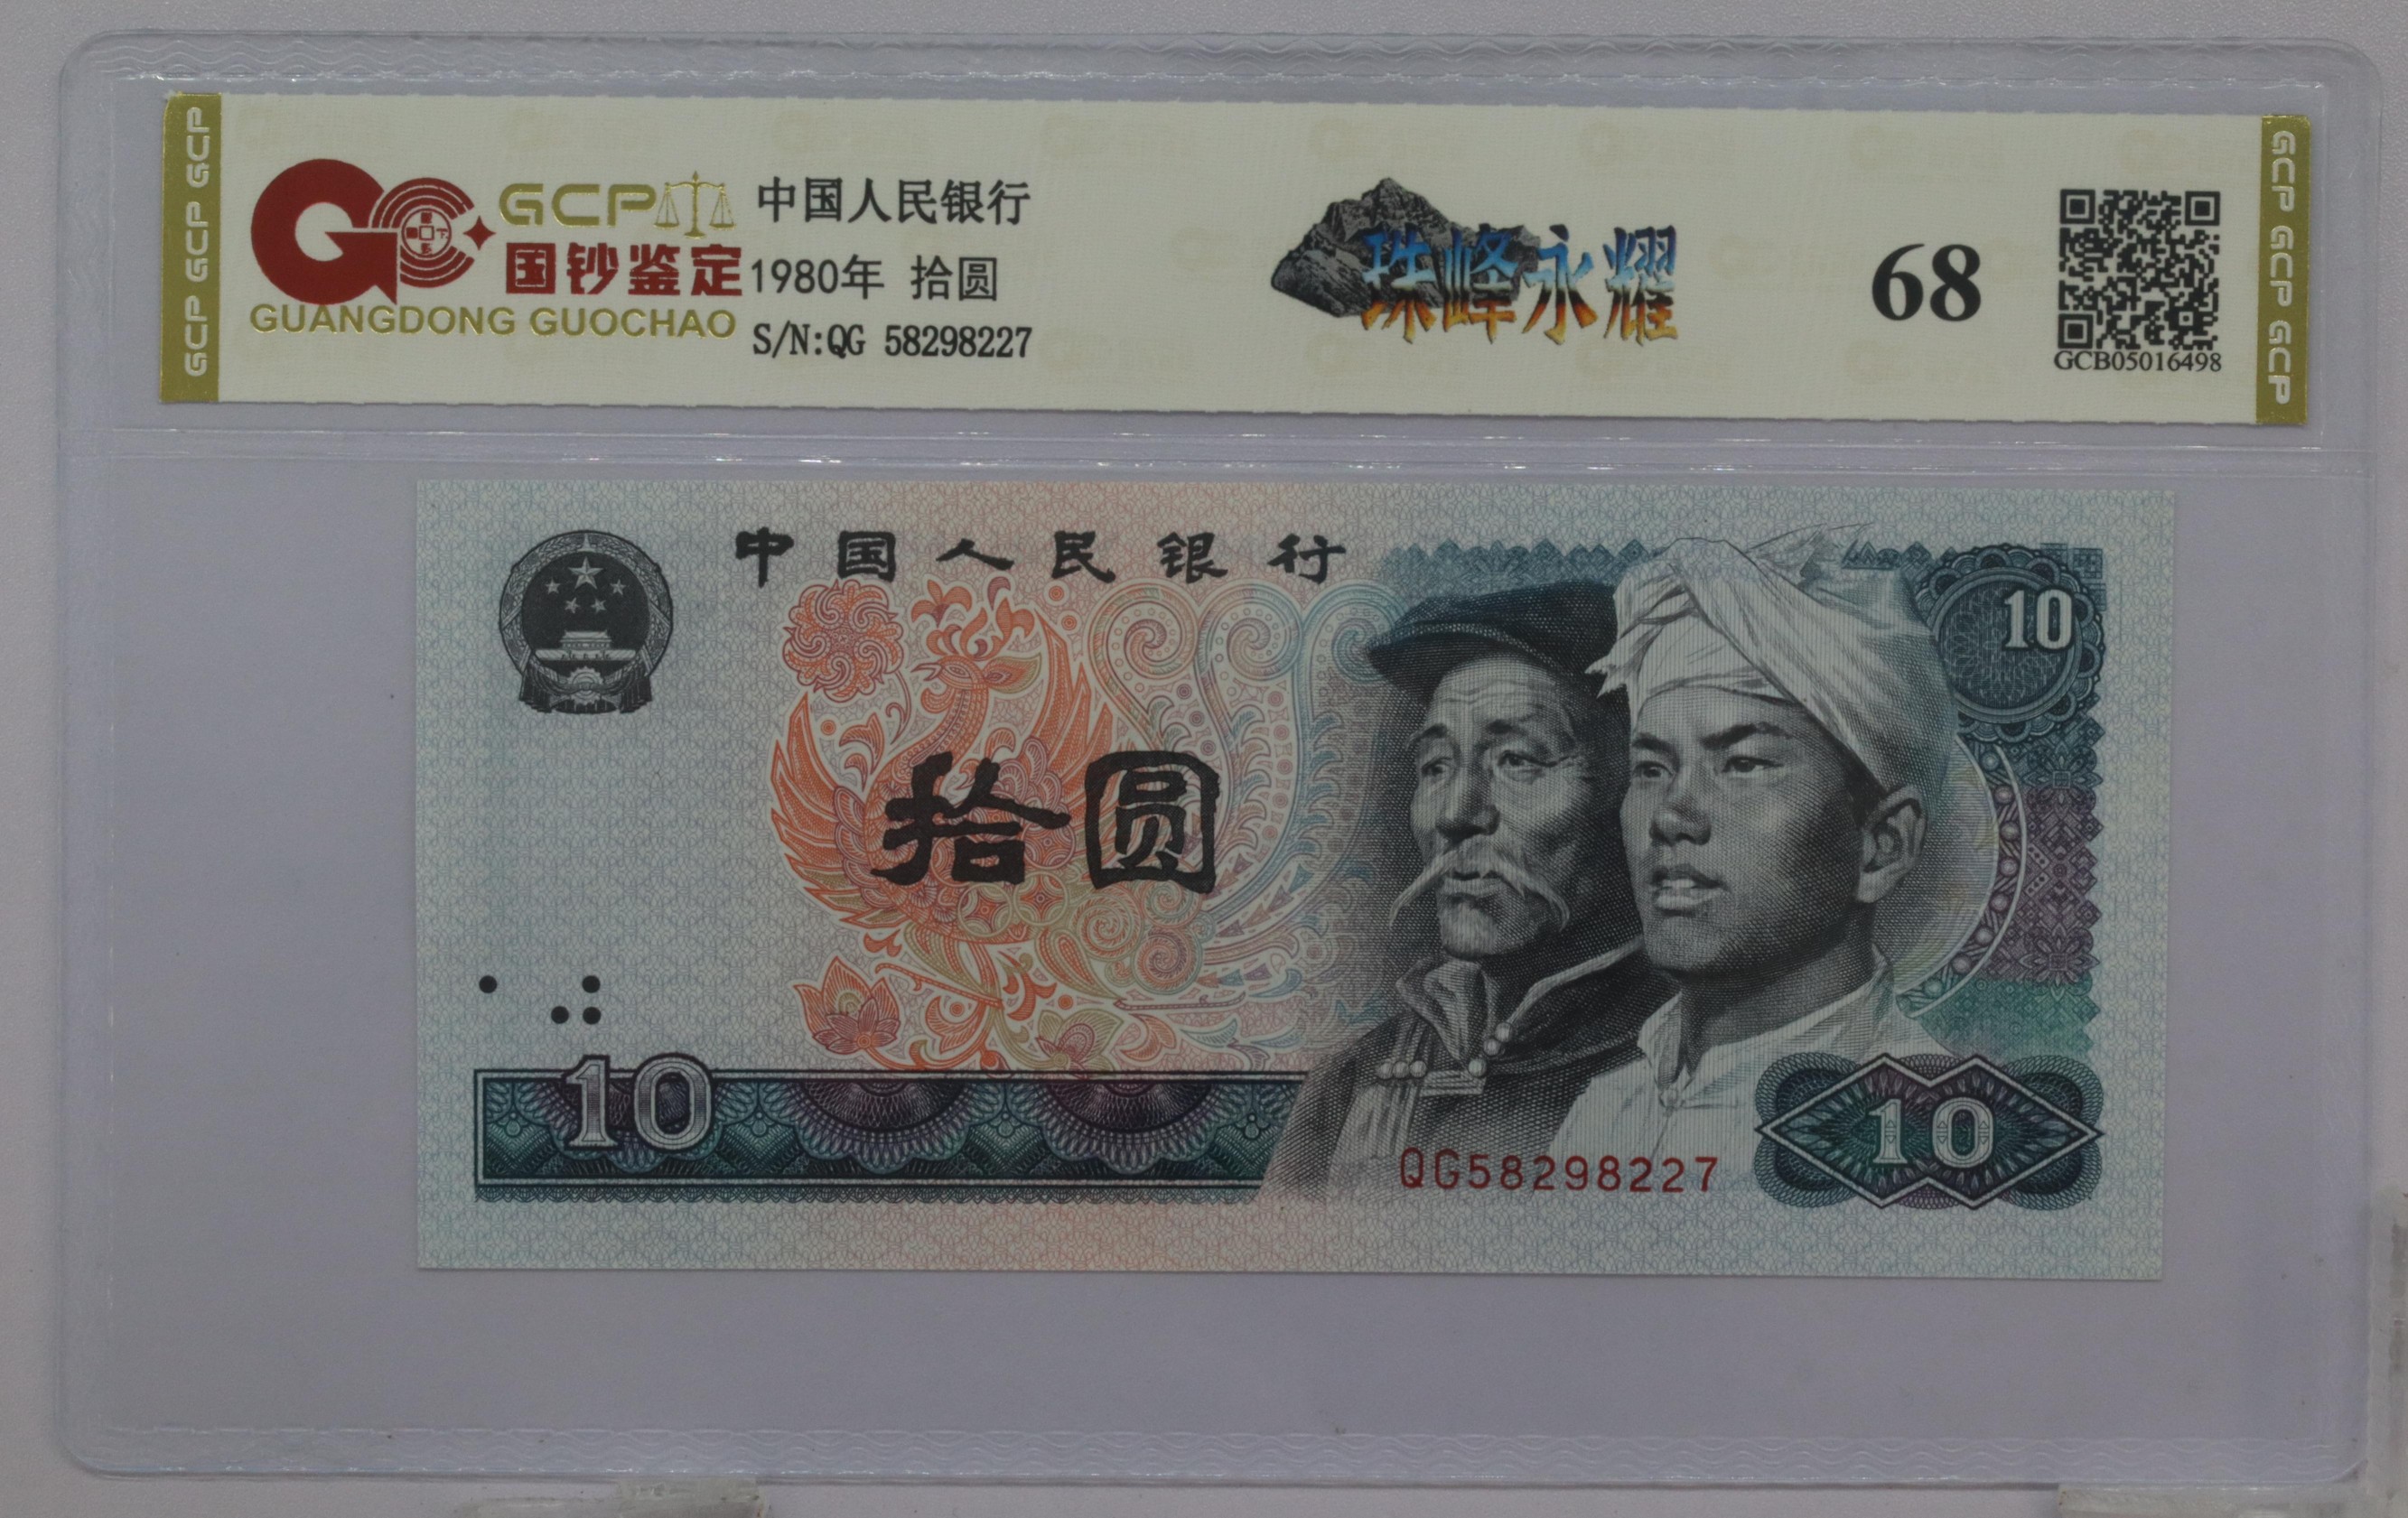 GCP GCP GCP
GCP
国钞鉴定
GUANGDONG GUOCHAO
中国人民银行
1980年 拾圆
S/N:QG 58298227
珠峰永耀
68
GCB05016498
GCP GCP GCP
中国人民银行
10
拾圆
10
QG58298227
10